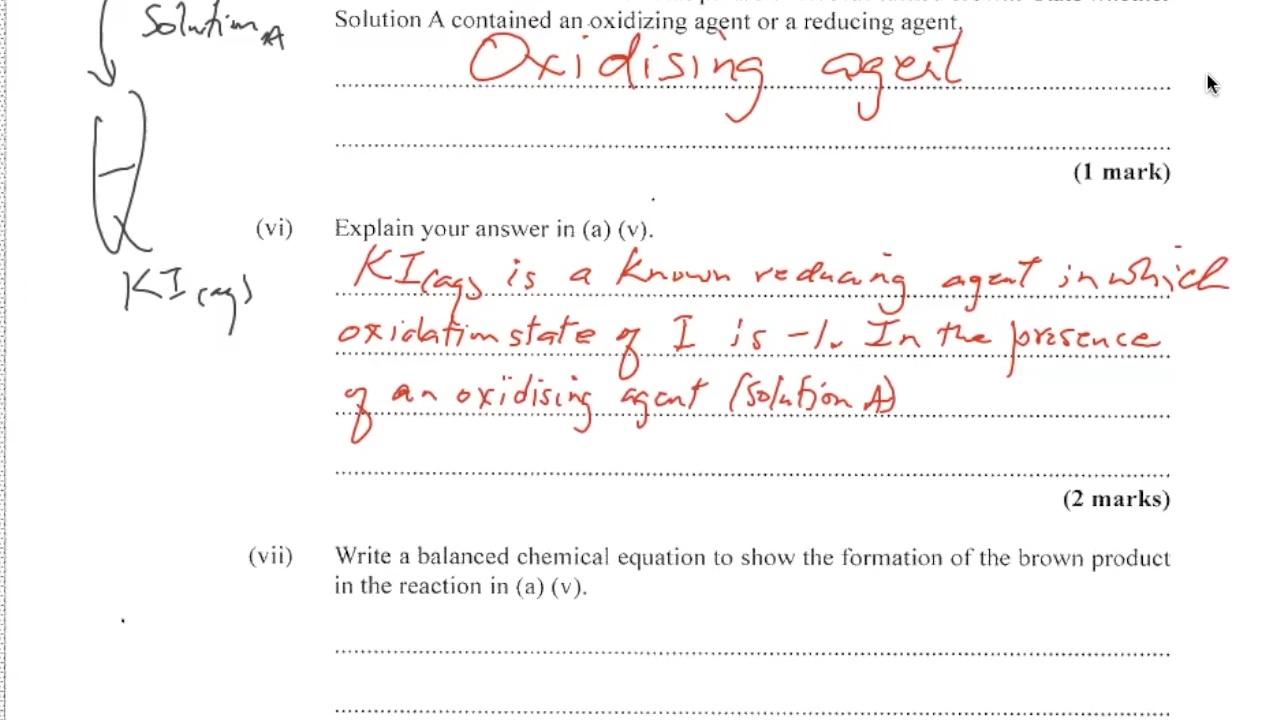 Solution A
Solution A contained an oxidizing agent or a reducing agent.
Oxidising agent
(1 mark)
(vi) Explain your answer in (a) (v).
KI(aq) is a known reducing agent in which
KI(aq)
oxidation state of I is -1. In the presence
of an oxidising agent (solution A)
(2 marks)
(vii) Write a balanced chemical equation to show the formation of the brown product
in the reaction in (a) (v).